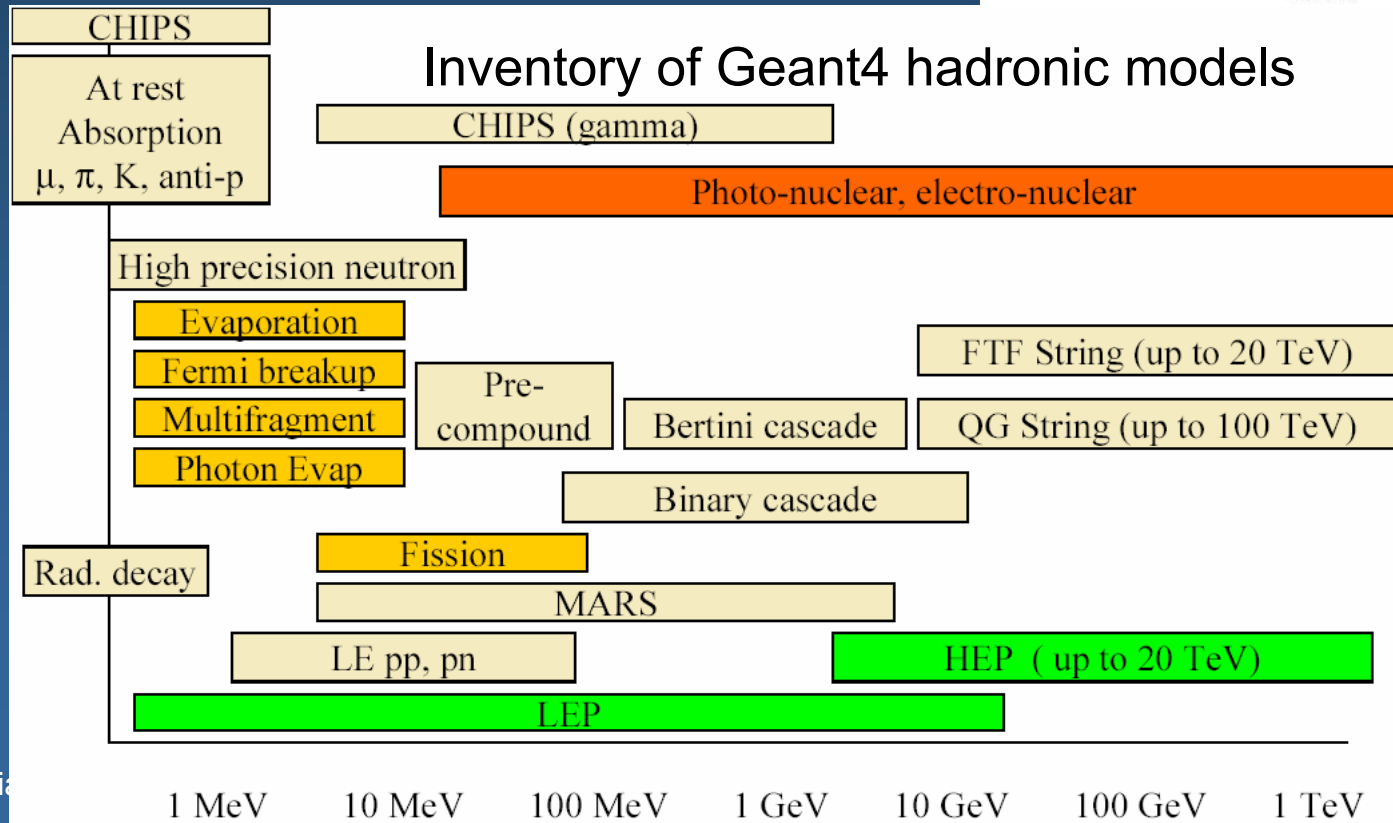 CHIPS
Inventory of Geant4 hadronic models
At rest
Absorption
μ, π, K, anti-p
CHIPS (gamma)
Photo-nuclear, electro-nuclear
High precision neutron
Evaporation
Fermi breakup
Multifragment
Photon Evap
Pre-
compound
Bertini cascade
FTF String (up to 20 TeV)
QG String (up to 100 TeV)
Binary cascade
Fission
Rad. decay
MARS
LE pp, pn
HEP ( up to 20 TeV)
LEP
1 MeV 10 MeV 100 MeV 1 GeV 10 GeV 100 GeV 1 TeV